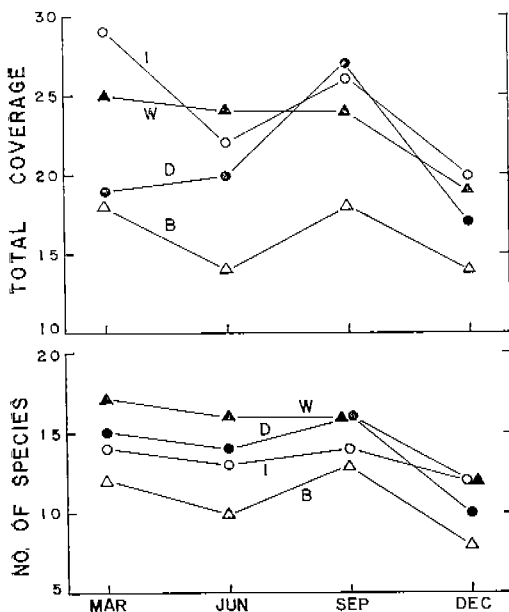 TOTAL COVERAGE
30
25
20
15
10
I
W
D
B
NO. OF SPECIES
20
15
10
5
W
D
I
B
MAR JUN SEP DEC